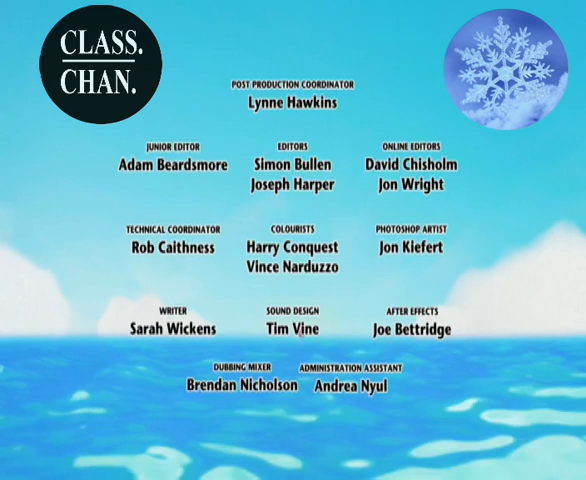 CLASS.
CHAN.
POST PRODUCTION COORDINATOR
Lynne Hawkins
JUNIOR EDITOR
Adam Beardsmore
EDITORS
Simon Bullen
Joseph Harper
ONLINE EDITORS
David Chisholm
Jon Wright
TECHNICAL COORDINATOR
Rob Caithness
COLOURISTS
Harry Conquest
Vince Narduzzo
PHOTOSHOP ARTIST
Jon Kiefert
WRITER
Sarah Wickens
SOUND DESIGN
Tim Vine
AFTER EFFECTS
Joe Bettridge
DUBBING MIXER
Brendan Nicholson
ADMINISTRATION ASSISTANT
Andrea Nyul